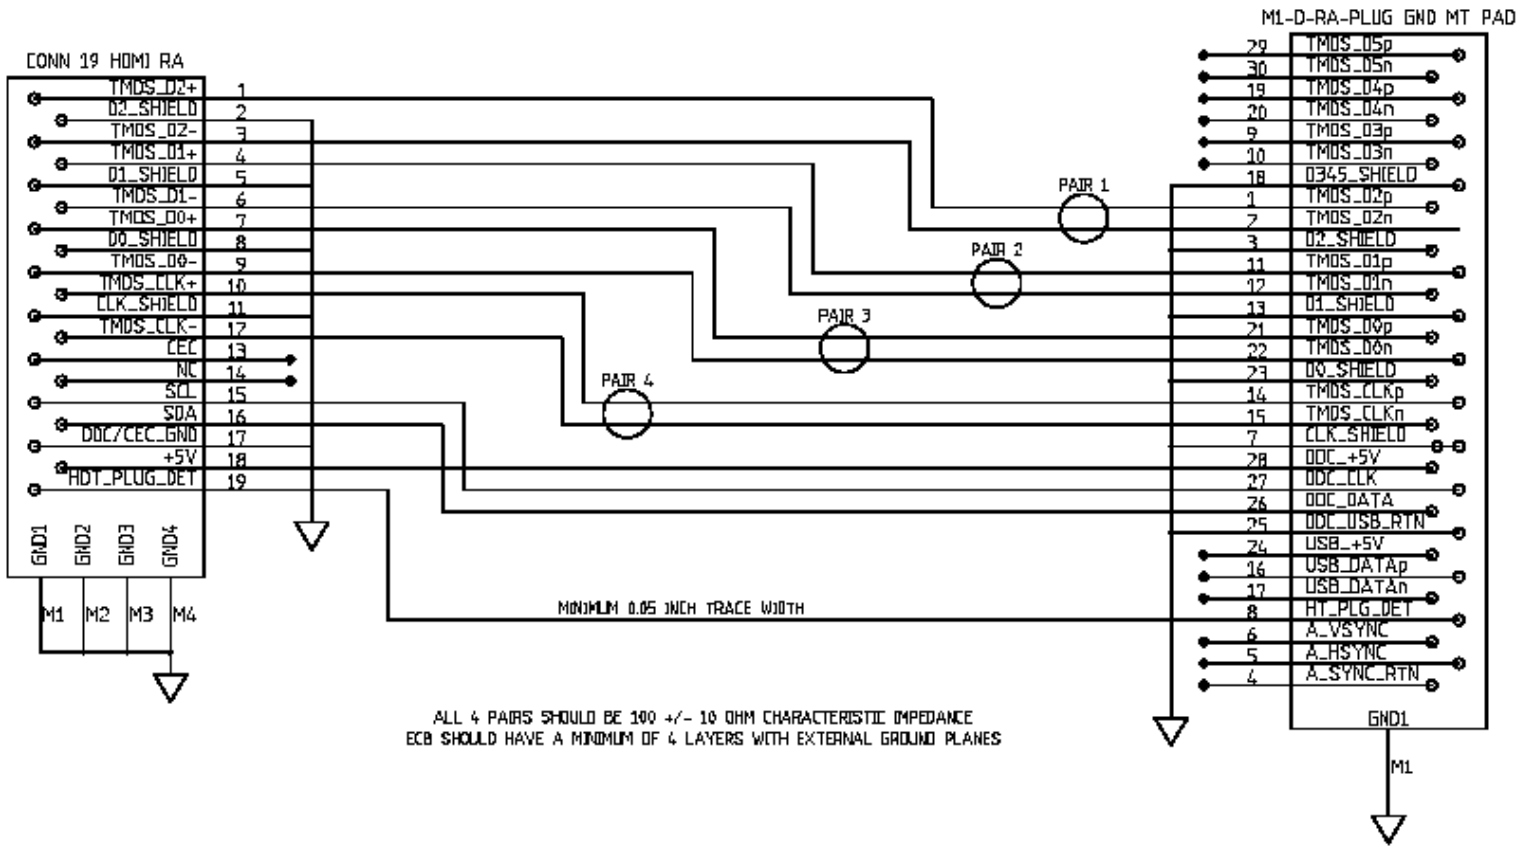 M1-D-RA-PLUG GND MT PAD
CONN 19 HDMI RA
TMDS_D2+ 1
D2_SHIELD 2
TMDS_D2- 3
TMDS_D1+ 4
D1_SHIELD 5
TMDS_D1- 6
TMDS_D0+ 7
D0_SHIELD 8
TMDS_D0- 9
TMDS_CLK+ 10
CLK_SHIELD 11
TMDS_CLK- 12
CEC 13
NC 14
SCL 15
SDA 16
DDC/CEC_GND 17
+5V 18
HDT_PLUG_DET 19
GND1
GND2
GND3
GND4
M1
M2
M3
M4
PAIR 1
PAIR 2
PAIR 3
PAIR 4
MINIMUM 0.05 INCH TRACE WIDTH
29 TMDS_D5p
30 TMDS_D5n
19 TMDS_D4p
20 TMDS_D4n
9 TMDS_D3p
10 TMDS_D3n
18 D345_SHIELD
1 TMDS_D2p
2 TMDS_D2n
3 D2_SHIELD
11 TMDS_D1p
12 TMDS_D1n
13 D1_SHIELD
21 TMDS_D0p
22 TMDS_D0n
23 D0_SHIELD
14 TMDS_CLKp
15 TMDS_CLKn
7 CLK_SHIELD
28 DDC_+5V
27 DDC_CLK
26 DDC_DATA
25 DDC_USB_RTN
24 USB_+5V
16 USB_DATAp
17 USB_DATAn
8 HT_PLG_DET
6 A_VSYNC
5 A_HSYNC
4 A_SYNC_RTN
GND1
M1
ALL 4 PAIRS SHOULD BE 100 +/- 10 OHM CHARACTERISTIC IMPEDANCE
ECB SHOULD HAVE A MINIMUM OF 4 LAYERS WITH EXTERNAL GROUND PLANES